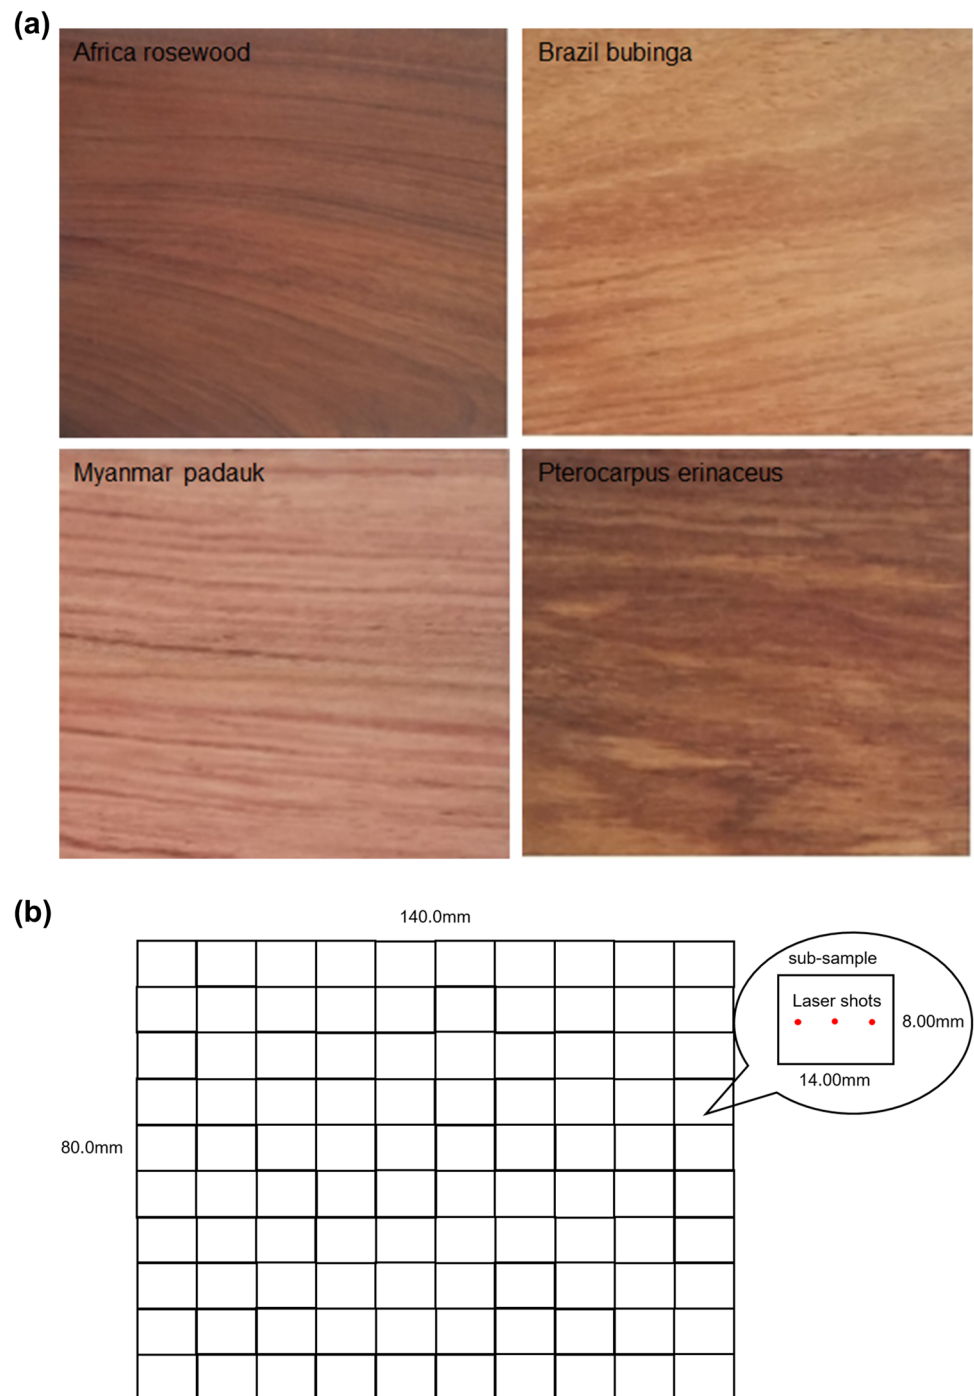 (a)
Africa rosewood
Brazil bubinga
Myanmar padauk
Pterocarpus erinaceus
(b)
140.0mm
sub-sample
Laser shots
8.00mm
14.00mm
80.0mm